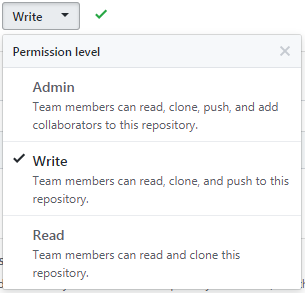 Write
Permission level
Admin
Team members can read, clone, push, and add
collaborators to this repository.
Write
Team members can read, clone, and push to this
repository.
Read
Team members can read and clone this
repository.